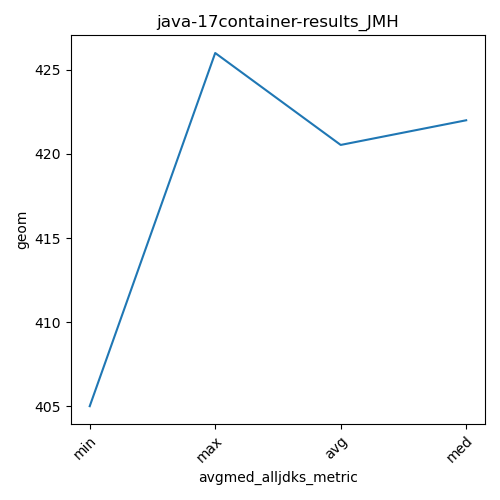 java-17container-results_JMH
geom
425
420
415
410
405
min
max
avg
med
avgmed_alljdks_metric